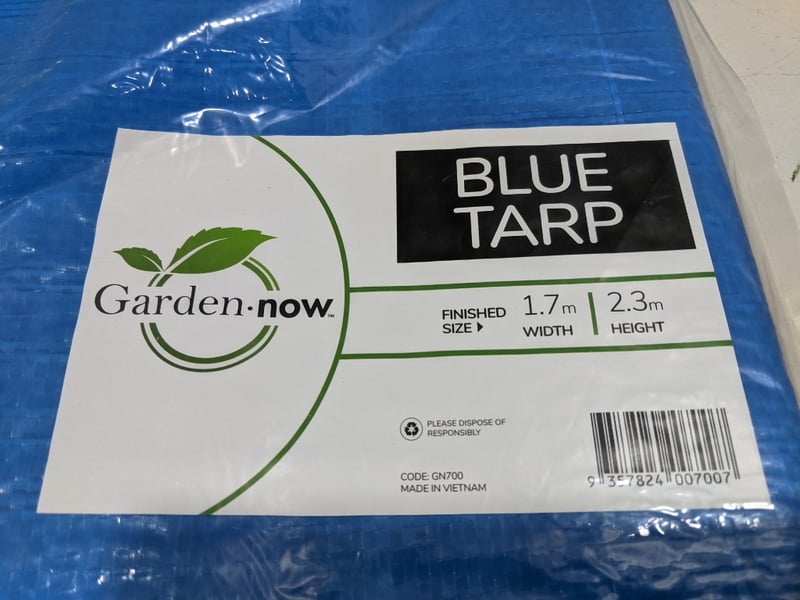 BLUE
TARP
Garden·now™
FINISHED
SIZE ▶
1.7m
WIDTH
2.3m
HEIGHT
PLEASE DISPOSE OF
RESPONSIBLY
CODE: GN700
MADE IN VIETNAM
9 357824 007007